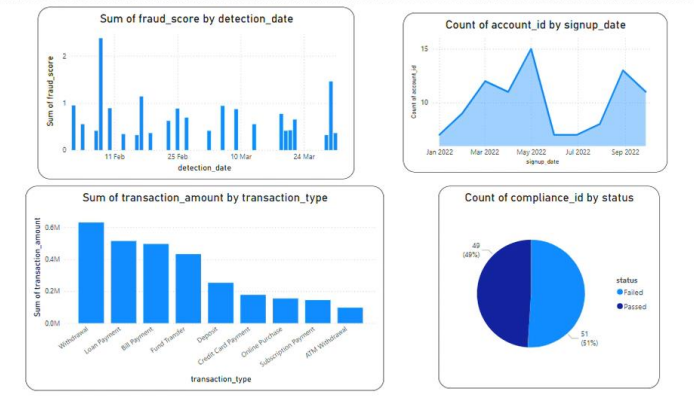 Sum of fraud_score by detection_date
Sum of fraud_score
2
1
0
11 Feb
25 Feb
10 Mar
24 Mar
detection_date
Count of account_id by signup_date
Count of account_id
15
10
Jan 2022
Mar 2022
May 2022
Jul 2022
Sep 2022
signup_date
Sum of transaction_amount by transaction_type
Sum of transaction_amount
0.6M
0.4M
0.2M
0.0M
Withdrawal
Loan Payment
Bill Payment
Fund Transfer
Deposit
Credit Card Payment
Online Purchase
Subscription Payment
ATM Withdrawal
transaction_type
Count of compliance_id by status
49
(49%)
51
(51%)
status
Failed
Passed